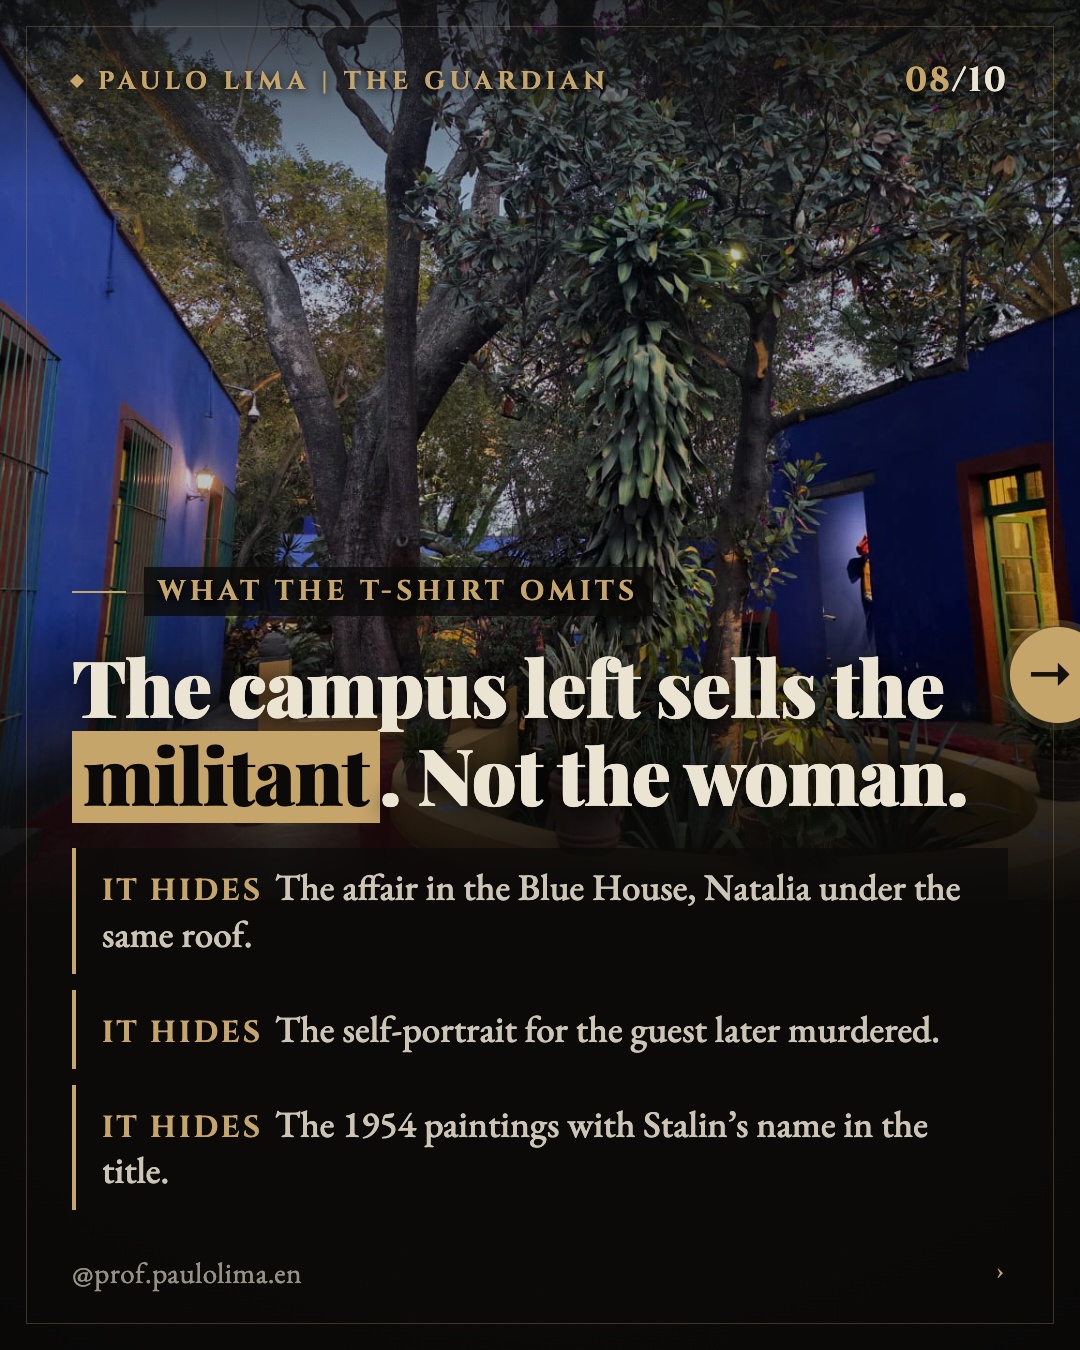 ◆ PAULO LIMA | THE GUARDIAN
08/10
WHAT THE T-SHIRT OMITS
The campus left sells the
militant. Not the woman.
IT HIDES The affair in the Blue House, Natalia under the
same roof.
IT HIDES The self-portrait for the guest later murdered.
IT HIDES The 1954 paintings with Stalin’s name in the
title.
@prof.paulolima.en